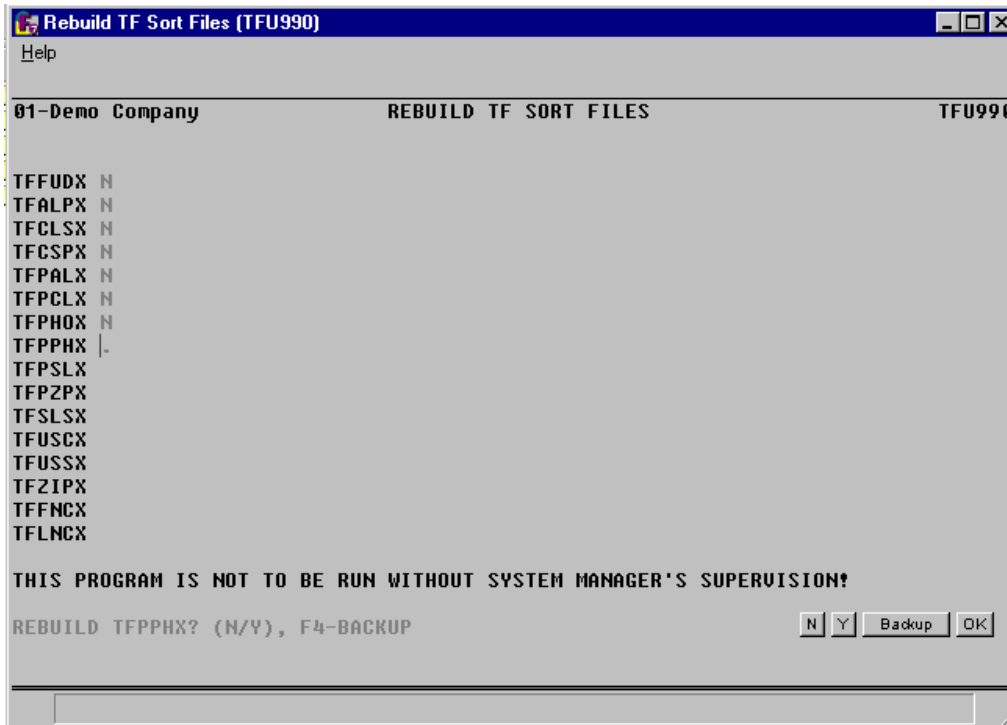 Rebuild TF Sort Files (TFU990)
Help
01-Demo Company REBUILD TF SORT FILES TFU990
TFFUDX N
TFALPX N
TFCLSX N
TFCSPX N
TFPALX N
TFPCLX N
TFPHOX N
TFPPHX .
TFPSLX
TFPZPX
TFSLSX
TFUSCX
TFUSSX
TFZIPX
TFFNCX
TFLNCX
THIS PROGRAM IS NOT TO BE RUN WITHOUT SYSTEM MANAGER'S SUPERVISION!
REBUILD TFPPHX? (N/Y), F4-BACKUP N Y Backup OK